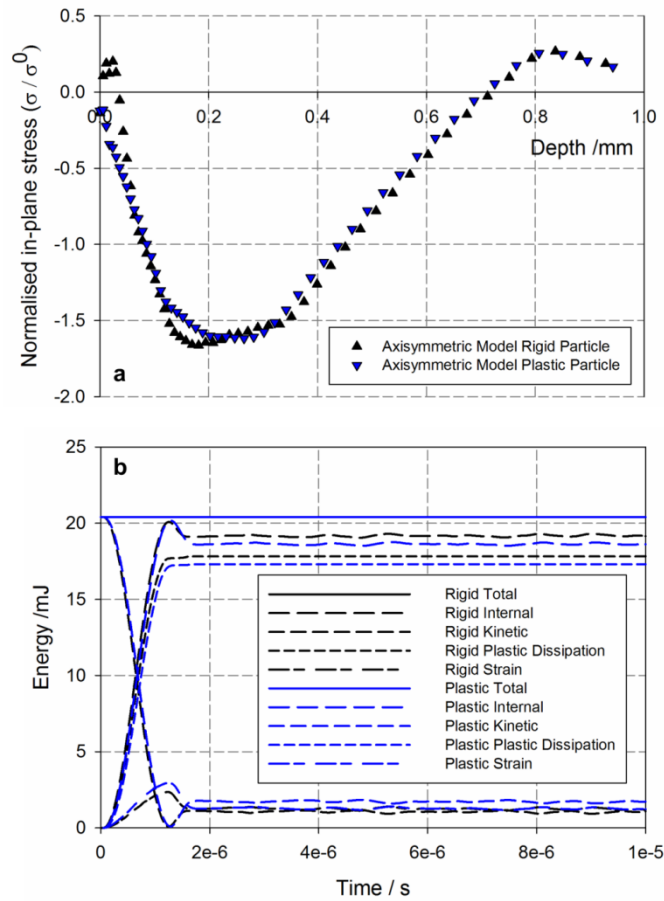 0.5
0.0
-0.5
-1.0
-1.5
-2.0
Normalised in-plane stress (σ / σ⁰)
0.0 0.2 0.4 0.6 0.8 1.0
Depth /mm
Axisymmetric Model Rigid Particle
Axisymmetric Model Plastic Particle
a
b
25
20
15
10
5
0
Energy /mJ
Rigid Total
Rigid Internal
Rigid Kinetic
Rigid Plastic Dissipation
Rigid Strain
Plastic Total
Plastic Internal
Plastic Kinetic
Plastic Plastic Dissipation
Plastic Strain
0 2e-6 4e-6 6e-6 8e-6 1e-5
Time / s